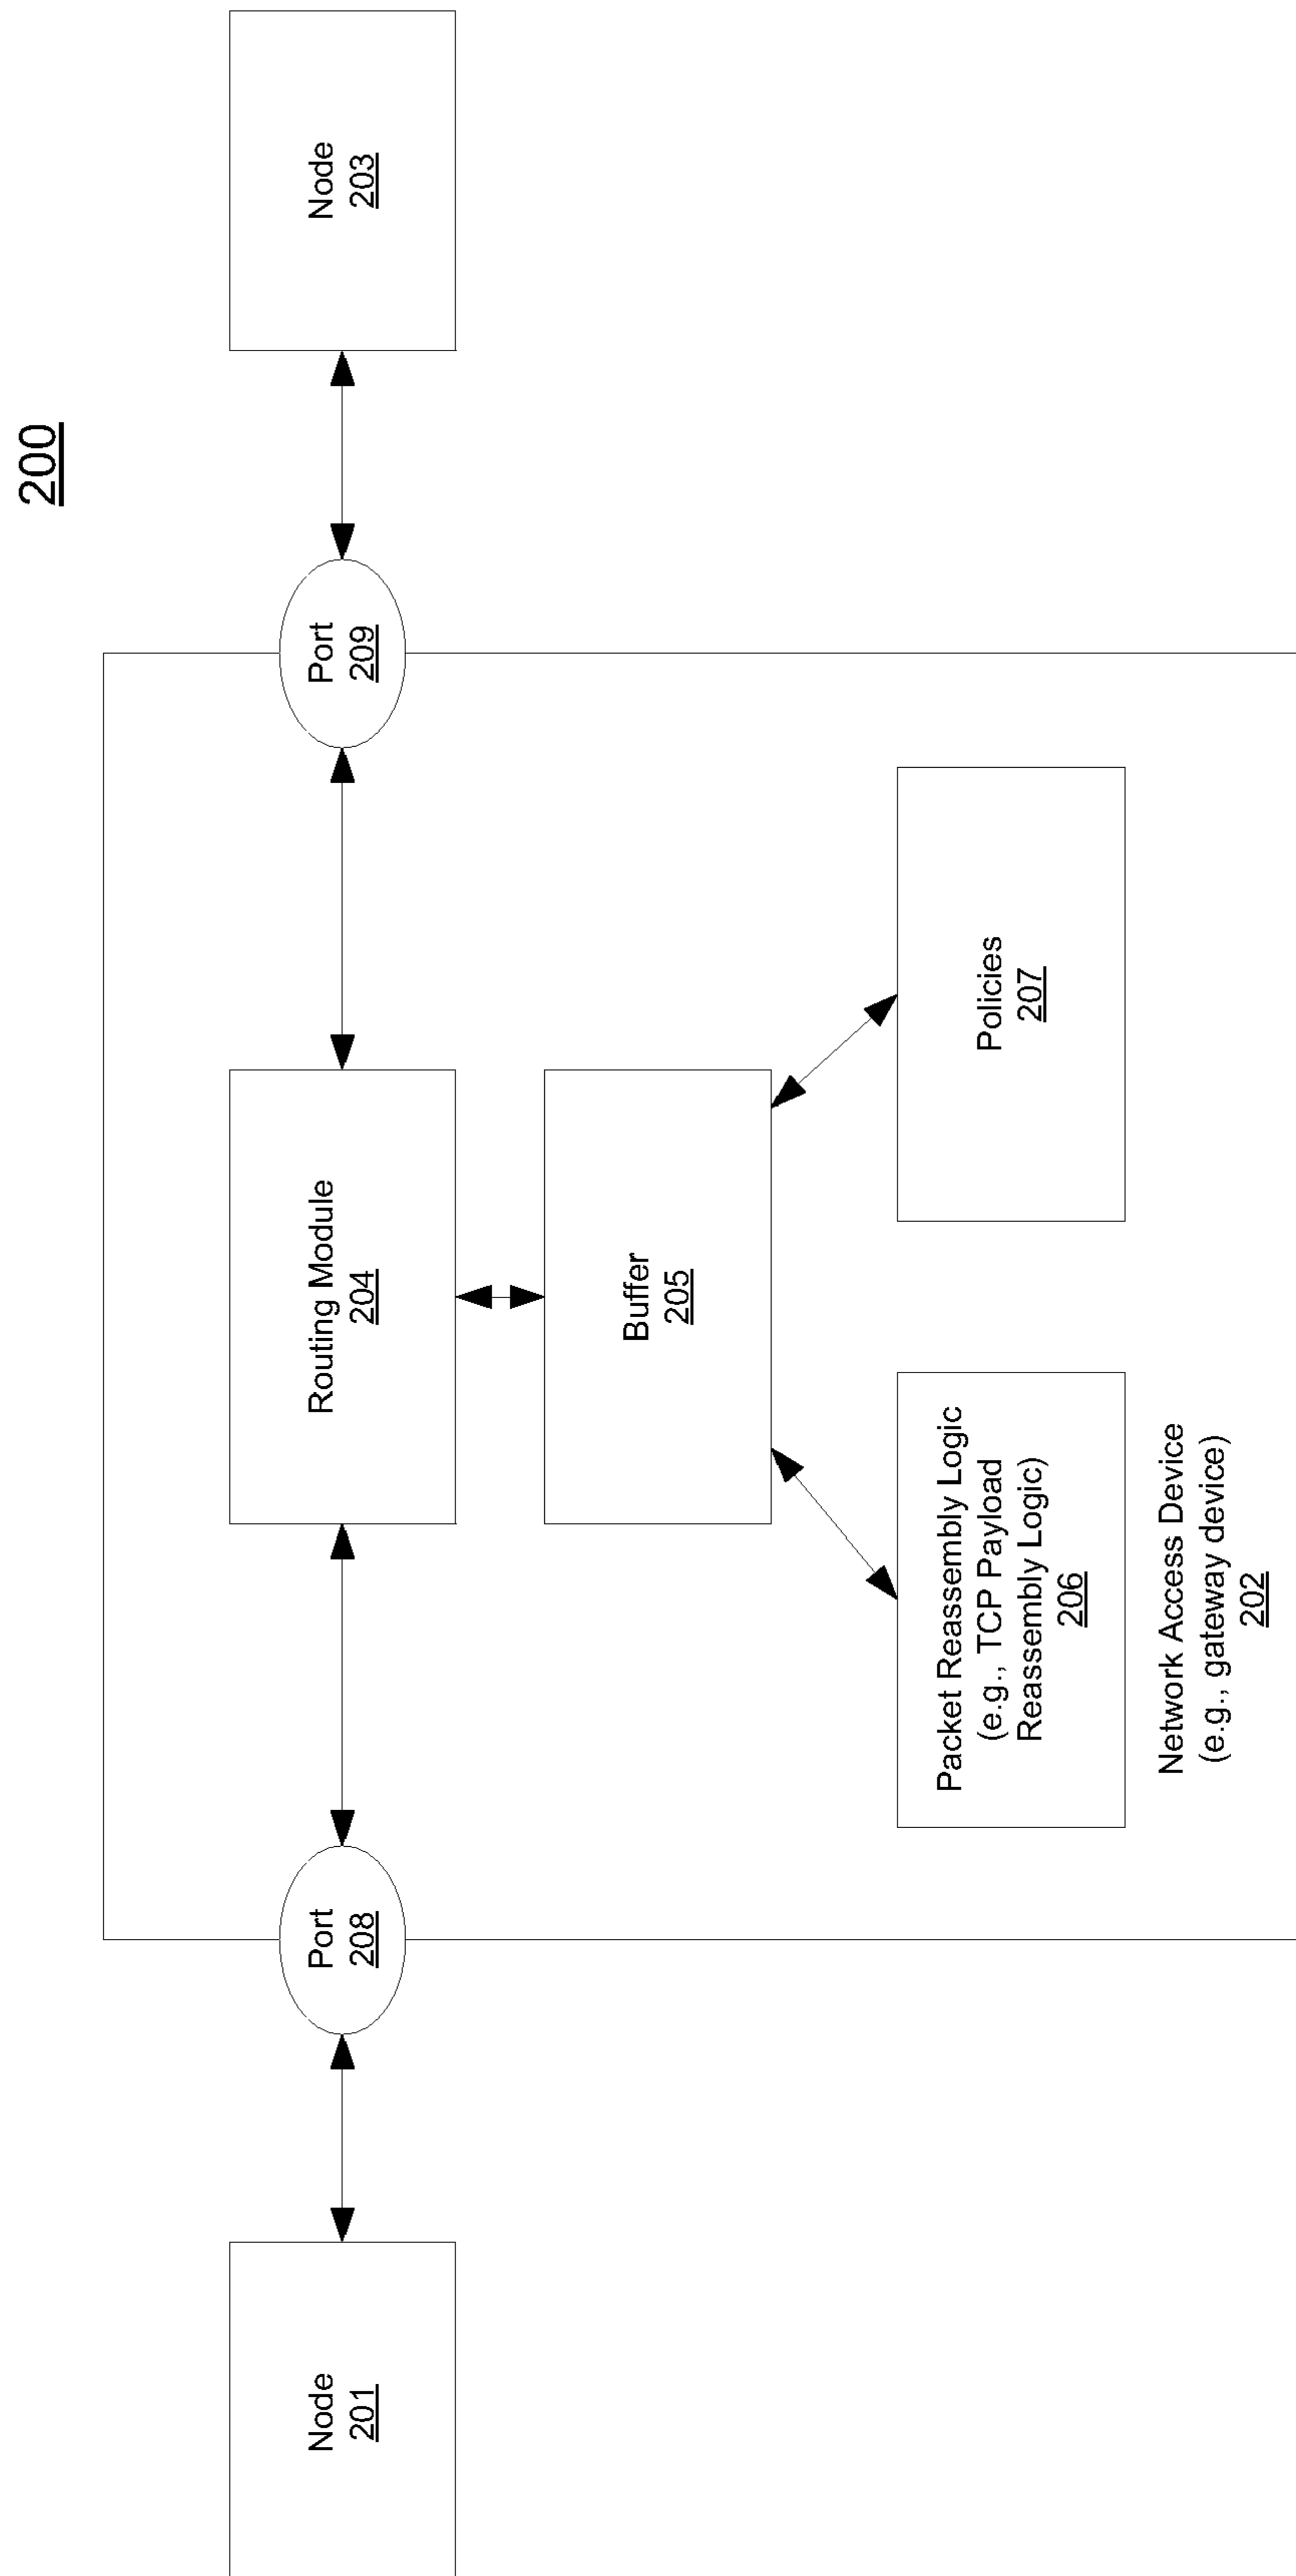 200
Node
201
Port
208
Routing Module
204
Port
209
Node
203
Buffer
205
Packet Reassembly Logic
(e.g., TCP Payload
Reassembly Logic)
206
Policies
207
Network Access Device
(e.g., gateway device)
202